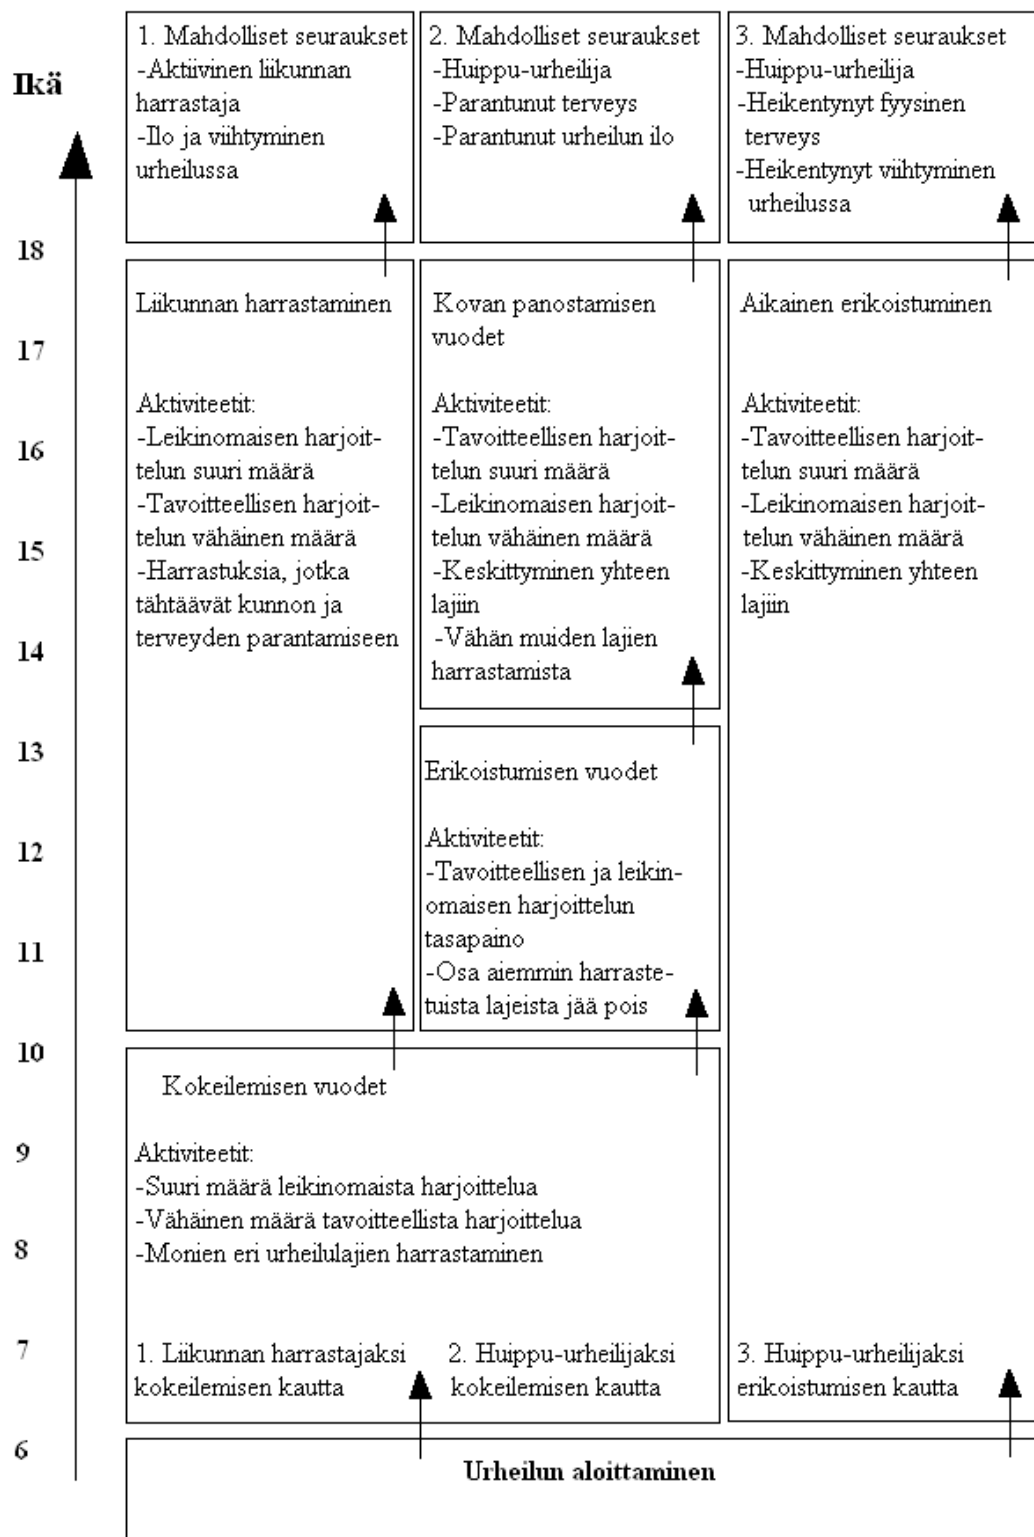 Ikä
18
17
16
15
14
13
12
11
10
9
8
7
6
1. Mahdolliset seuraukset
-Aktiivinen liikunnan
harrastaja
-Ilo ja viihtyminen
urheilussa
2. Mahdolliset seuraukset
-Huippu-urheilija
-Parantunut terveys
-Parantunut urheilun ilo
3. Mahdolliset seuraukset
-Huippu-urheilija
-Heikentynyt fyysinen
terveys
-Heikentynyt viihtyminen
urheilussa
Liikunnan harrastaminen
Aktiviteetit:
-Leikinomaisen harjoit-
telun suuri määrä
-Tavoitteellisen harjoit-
telun vähäinen määrä
-Harrastuksia, jotka
tähtäävät kunnon ja
terveyden parantamiseen
Kovan panostamisen
vuodet
Aktiviteetit:
-Tavoitteellisen harjoit-
telun suuri määrä
-Leikinomaisen harjoit-
telun vähäinen määrä
-Keskittyminen yhteen
lajiin
-Vähän muiden lajien
harrastamista
Aikainen erikoistuminen
Aktiviteetit:
-Tavoitteellisen harjoit-
telun suuri määrä
-Leikinomaisen harjoit-
telun vähäinen määrä
-Keskittyminen yhteen
lajiin
Erikoistumisen vuodet
Aktiviteetit:
-Tavoitteellisen ja leikin-
omaisen harjoittelun
tasapaino
-Osa aiemmin harraste-
tuista lajeista jää pois
Kokeilemisen vuodet
Aktiviteetit:
-Suuri määrä leikinomaista harjoittelua
-Vähäinen määrä tavoitteellista harjoittelua
-Monien eri urheilulajien harrastaminen
1. Liikunnan harrastajaksi
kokeilemisen kautta
2. Huippu-urheilijaksi
kokeilemisen kautta
3. Huippu-urheilijaksi
erikoistumisen kautta
Urheilun aloittaminen